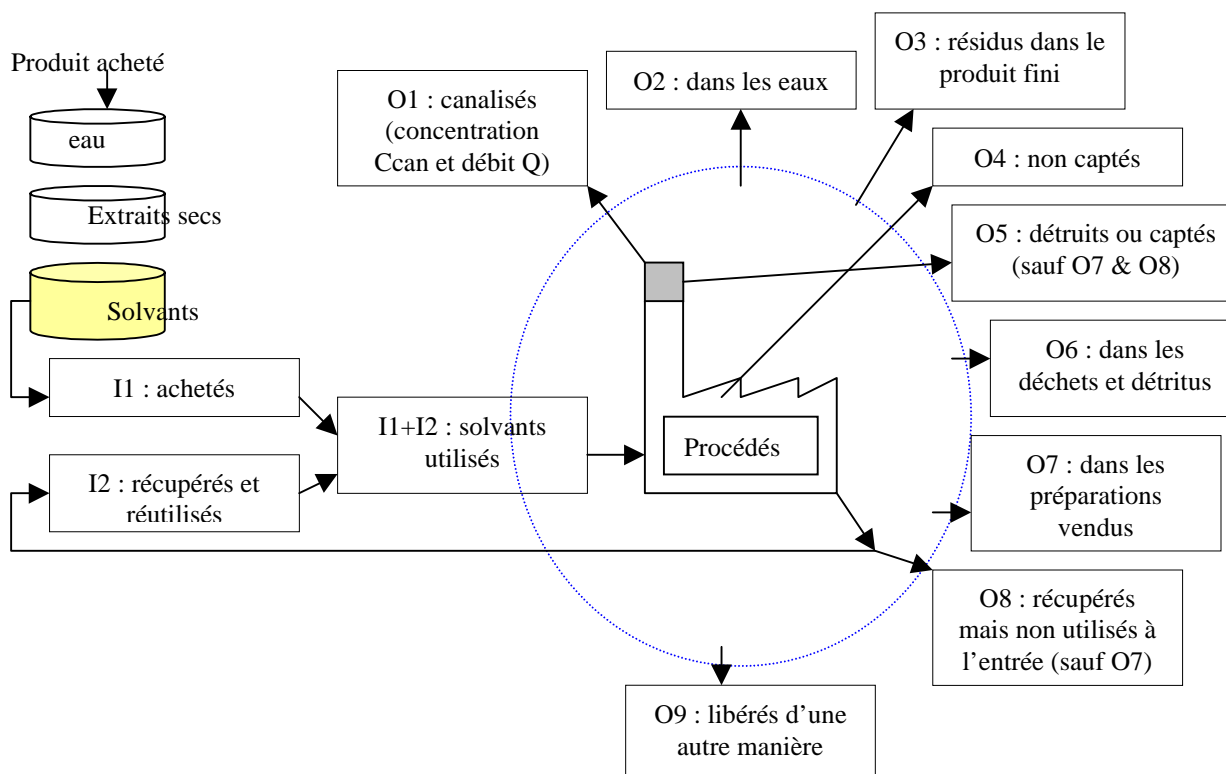 Produit acheté
eau
Extraits secs
Solvants
I1 : achetés
I2 : récupérés et
réutilisés
I1+I2 : solvants
utilisés
Procédés
O1 : canalisés
(concentration
Ccan et débit Q)
O2 : dans les eaux
O3 : résidus dans le
produit fini
O4 : non captés
O5 : détruits ou captés
(sauf O7 & O8)
O6 : dans les
déchets et détritus
O7 : dans les
préparations
vendus
O8 : récupérés
mais non utilisés à
l’entrée (sauf O7)
O9 : libérés d’une
autre manière